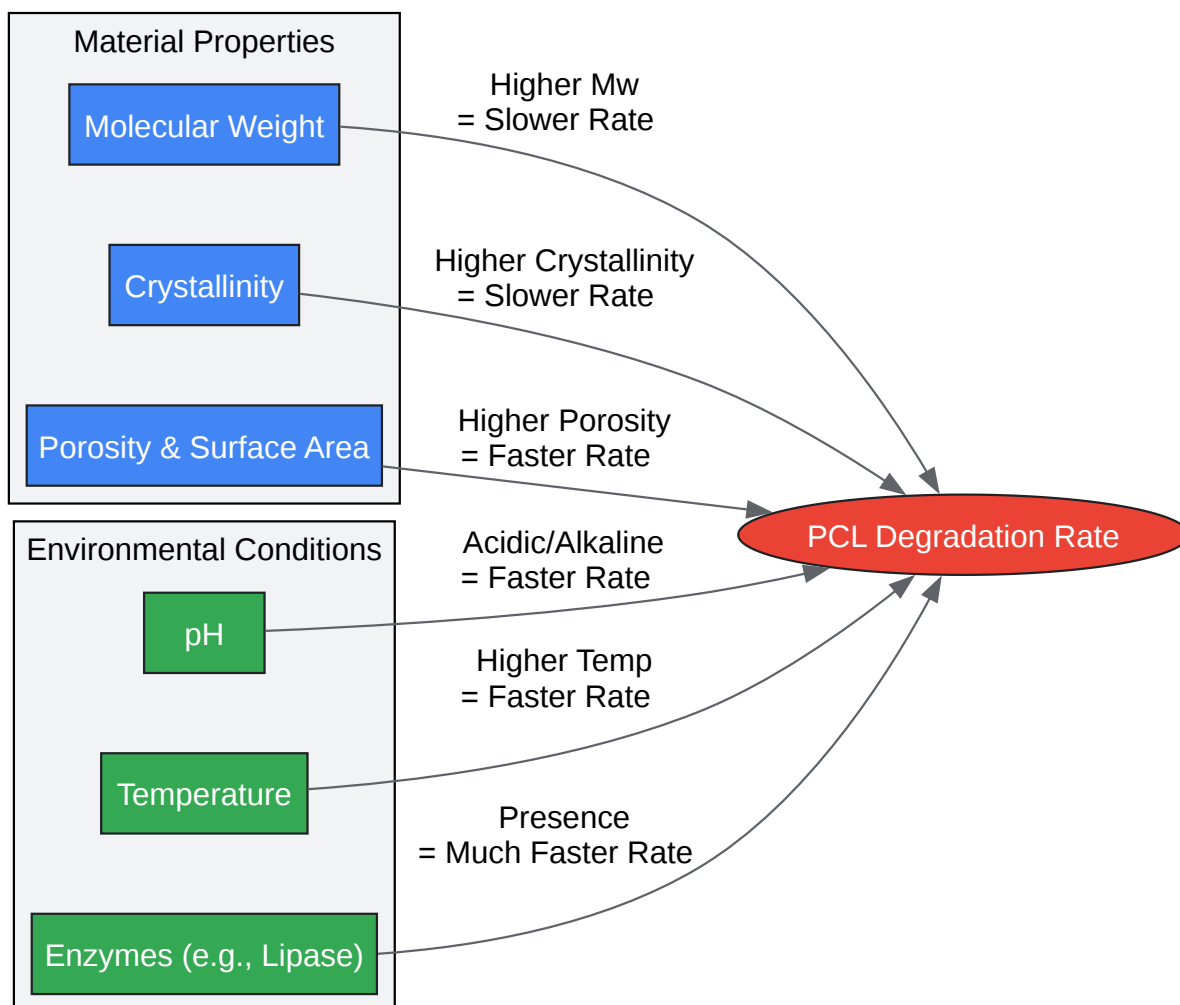 Material Properties
Molecular Weight
Higher Mw
= Slower Rate
Crystallinity
Higher Crystallinity
= Slower Rate
Porosity & Surface Area
Higher Porosity
= Faster Rate
PCL Degradation Rate
Environmental Conditions
pH
Acidic/Alkaline
= Faster Rate
Temperature
Higher Temp
= Faster Rate
Enzymes (e.g., Lipase)
Presence
= Much Faster Rate